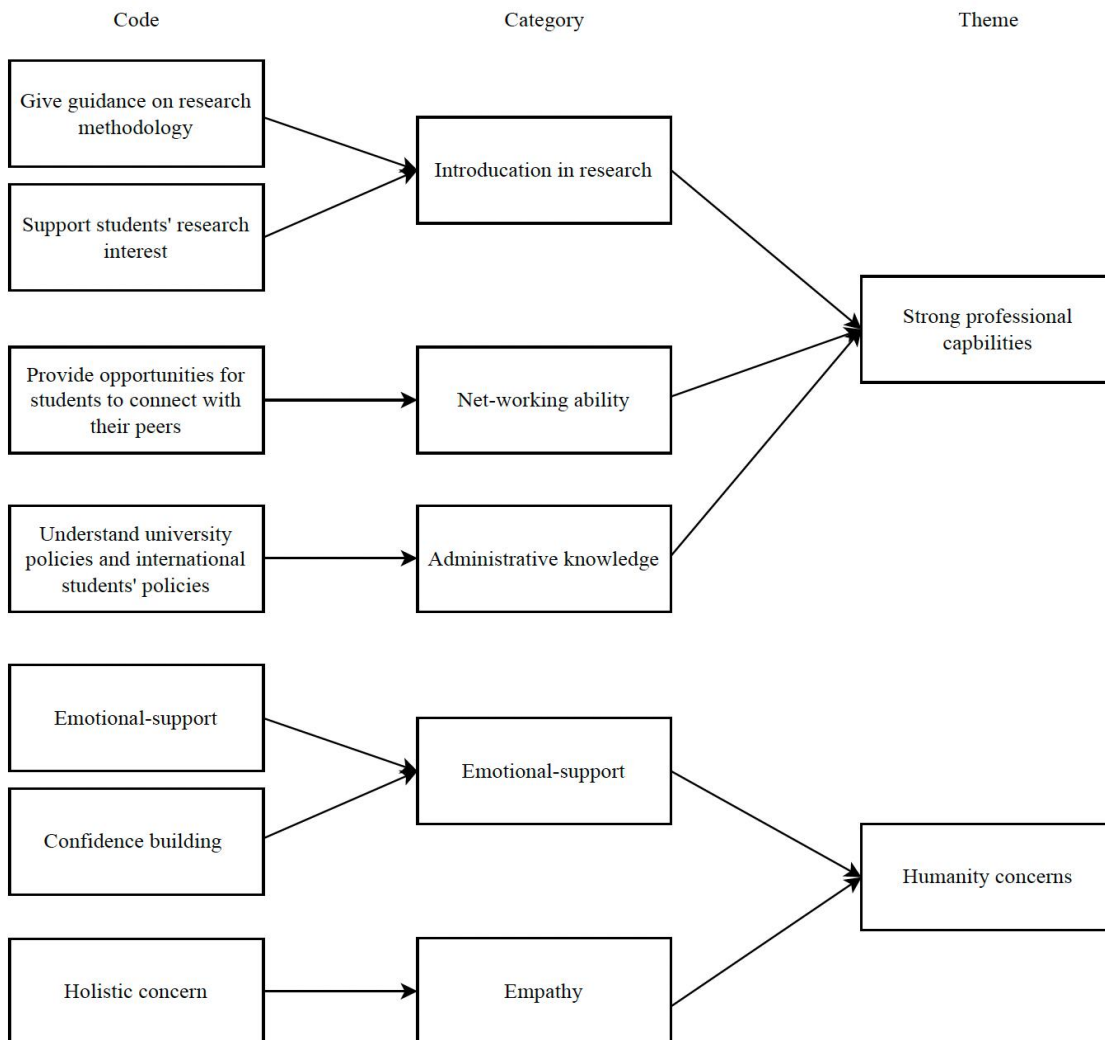 Code
Category
Theme
Give guidance on research
methodology
Support students' research
interest
Introducation in research
Provide opportunities for
students to connect with
their peers
Net-working ability
Strong professional
capbilities
Understand university
policies and international
students' policies
Administrative knowledge
Emotional-support
Confidence building
Emotional-support
Humanity concerns
Holistic concern
Empathy